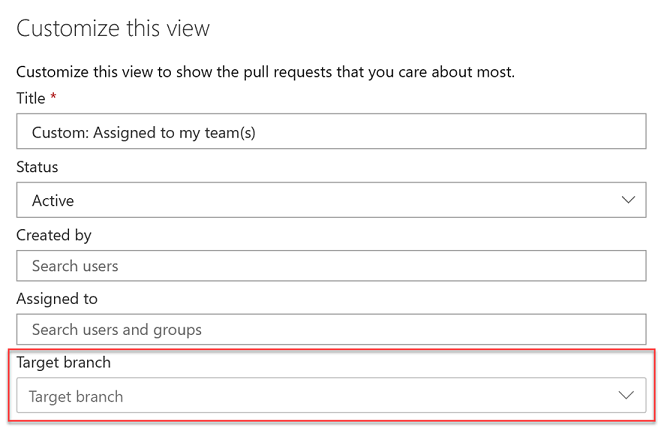 Customize this view
Customize this view to show the pull requests that you care about most.
Title *
Custom: Assigned to my team(s)
Status
Active
Created by
Search users
Assigned to
Search users and groups
Target branch
Target branch